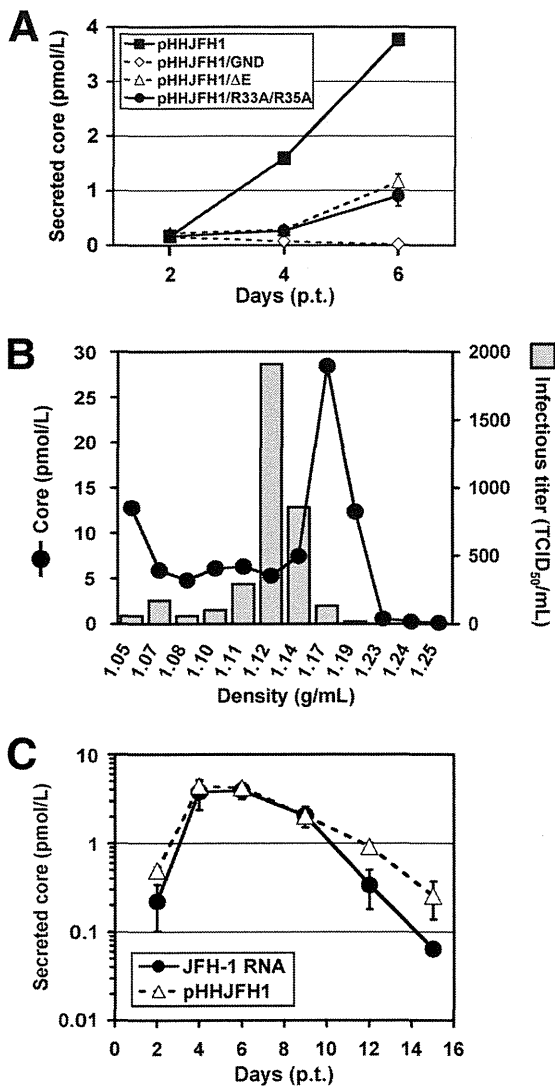 A
Secreted core (pmol/L)
4
3
2
1
0
pHHJFH1
pHHJFH1/GND
pHHJFH1/ΔE
pHHJFH1/R33A/R35A
2 4 6
Days (p.t.)
B
Core (pmol/L)
30
25
20
15
10
5
0
2000
1500
1000
500
0
Infectious titer (TCID50/mL)
1.05 1.07 1.08 1.10 1.11 1.12 1.14 1.17 1.19 1.23 1.24 1.25
Density (g/mL)
C
Secreted core (pmol/L)
10
1
0.1
0.01
JFH-1 RNA
pHHJFH1
0 2 4 6 8 10 12 14 16
Days (p.t.)